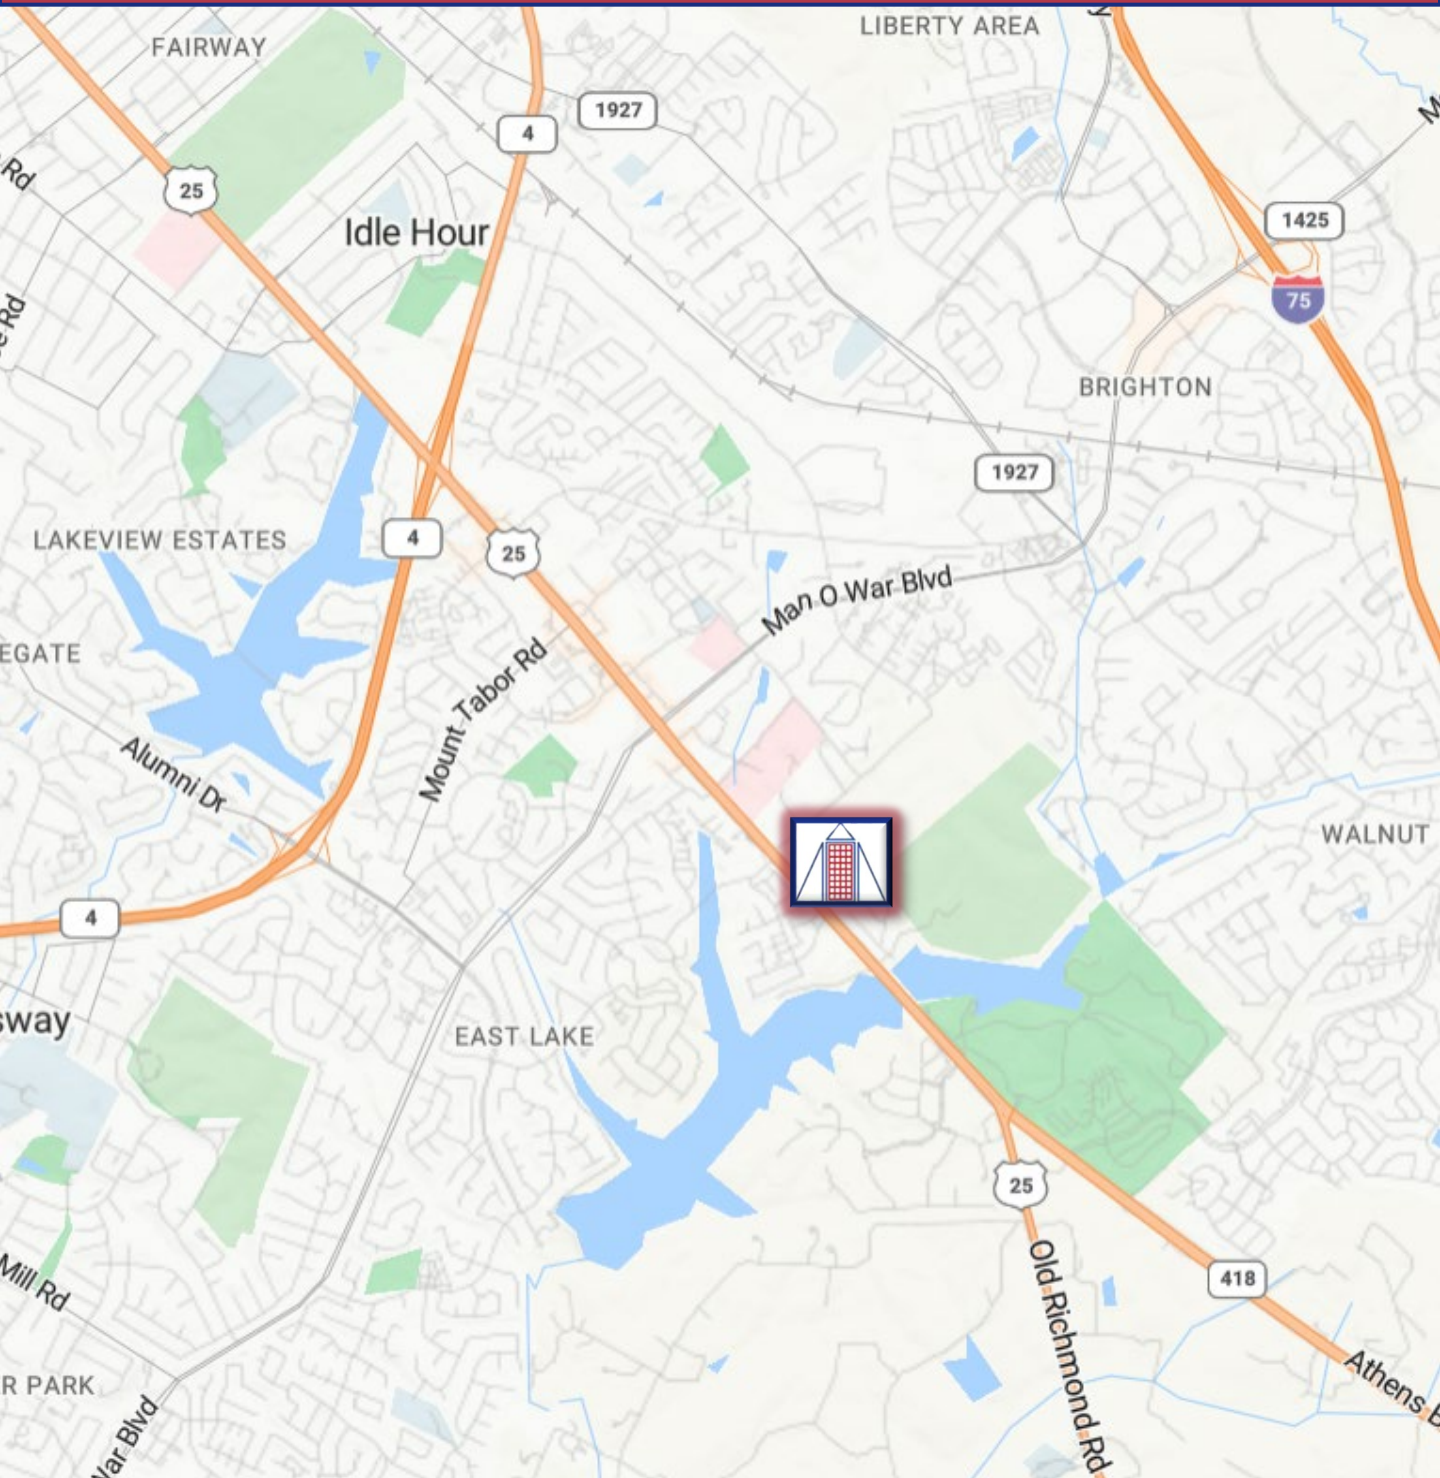 LIBERTY AREA
FAIRWAY
1927
4
Rd
25
1425
Idle Hour
75
BRIGHTON
1927
LAKEVIEW ESTATES
4
25
Man O War Blvd
EGATE
Mount Tabor Rd
Alumni Dr
WALNUT
4
sway
EAST LAKE
25
Mill Rd
418
Old Richmond Rd
R PARK
Athens B
War Blvd
e Rd